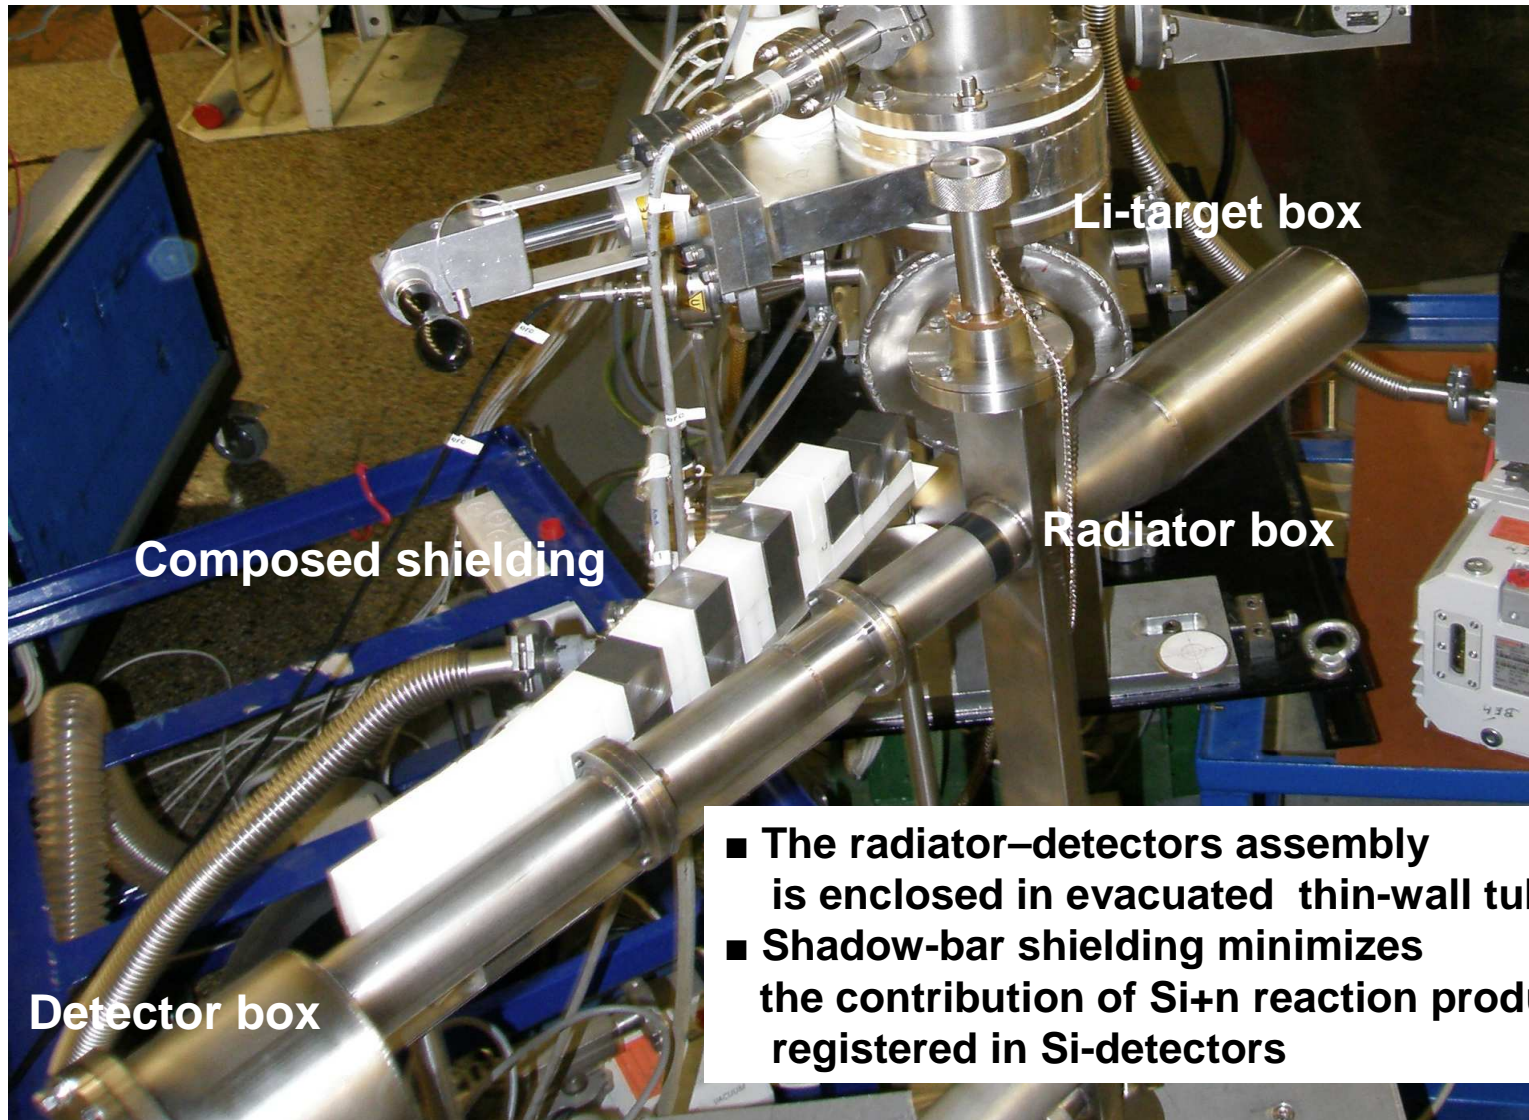 Li-target box
Radiator box
Composed shielding
Detector box
■ The radiator–detectors assembly
is enclosed in evacuated thin-wall
■ Shadow-bar shielding minimizes
the contribution of Si+n reaction
registered in Si-detectors
VACUUM